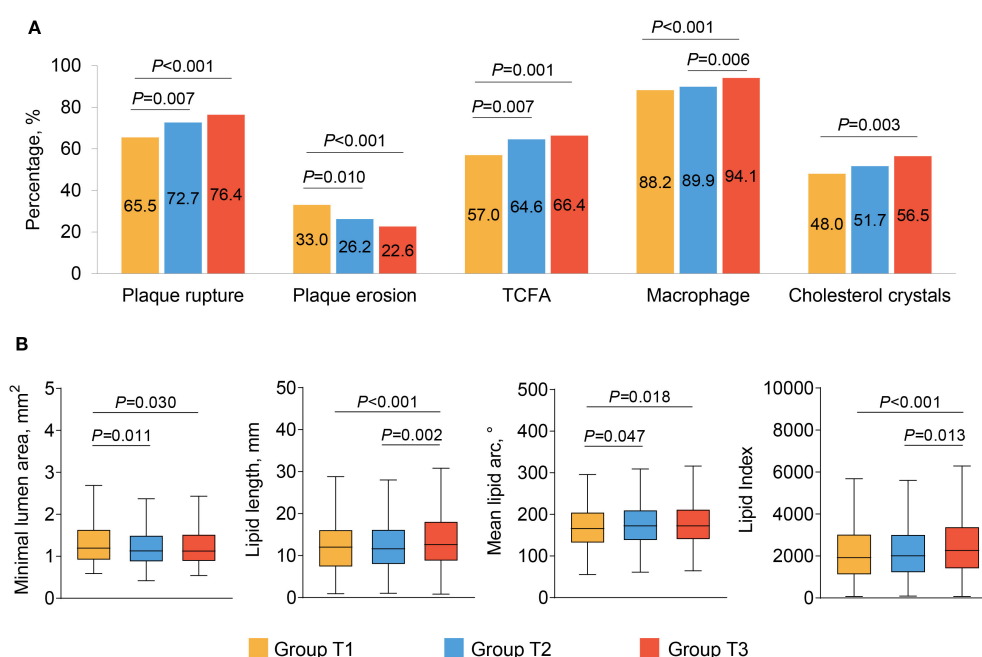 A
Percentage, %
100
80
60
40
20
0
P<0.001
P=0.007
65.5
72.7
76.4
Plaque rupture
P<0.001
P=0.010
33.0
26.2
22.6
Plaque erosion
P=0.001
P=0.007
57.0
64.6
66.4
TCFA
P<0.001
P=0.006
88.2
89.9
94.1
Macrophage
P=0.003
48.0
51.7
56.5
Cholesterol crystals
B
Minimal lumen area, mm²
5
4
3
2
1
0
P=0.030
P=0.011
Lipid length, mm
50
40
30
20
10
0
P<0.001
P=0.002
Mean lipid arc, °
500
400
300
200
100
0
P=0.018
P=0.047
Lipid Index
10000
8000
6000
4000
2000
0
P<0.001
P=0.013
Group T1
Group T2
Group T3